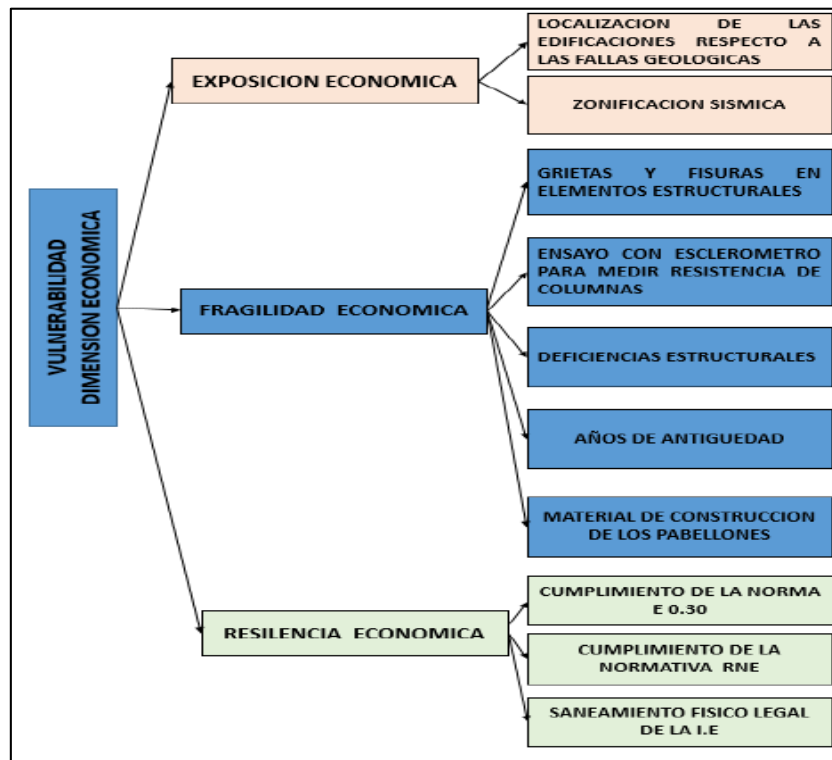 VULNERABILIDAD
DIMENSION ECONOMICA
EXPOSICION ECONOMICA
LOCALIZACION DE LAS
EDIFICACIONES RESPECTO A
LAS FALLAS GEOLOGICAS
ZONIFICACION SISMICA
FRAGILIDAD ECONOMICA
GRIETAS Y FISURAS EN
ELEMENTOS ESTRUCTURALES
ENSAYO CON ESCLEROMETRO
PARA MEDIR RESISTENCIA DE
COLUMNAS
DEFICIENCIAS ESTRUCTURALES
AÑOS DE ANTIGUEDAD
MATERIAL DE CONSTRUCCION
DE LOS PABELLONES
RESILENCIA ECONOMICA
CUMPLIMIENTO DE LA NORMA
E 0.30
CUMPLIMIENTO DE LA
NORMATIVA RNE
SANEAMIENTO FISICO LEGAL
DE LA I.E